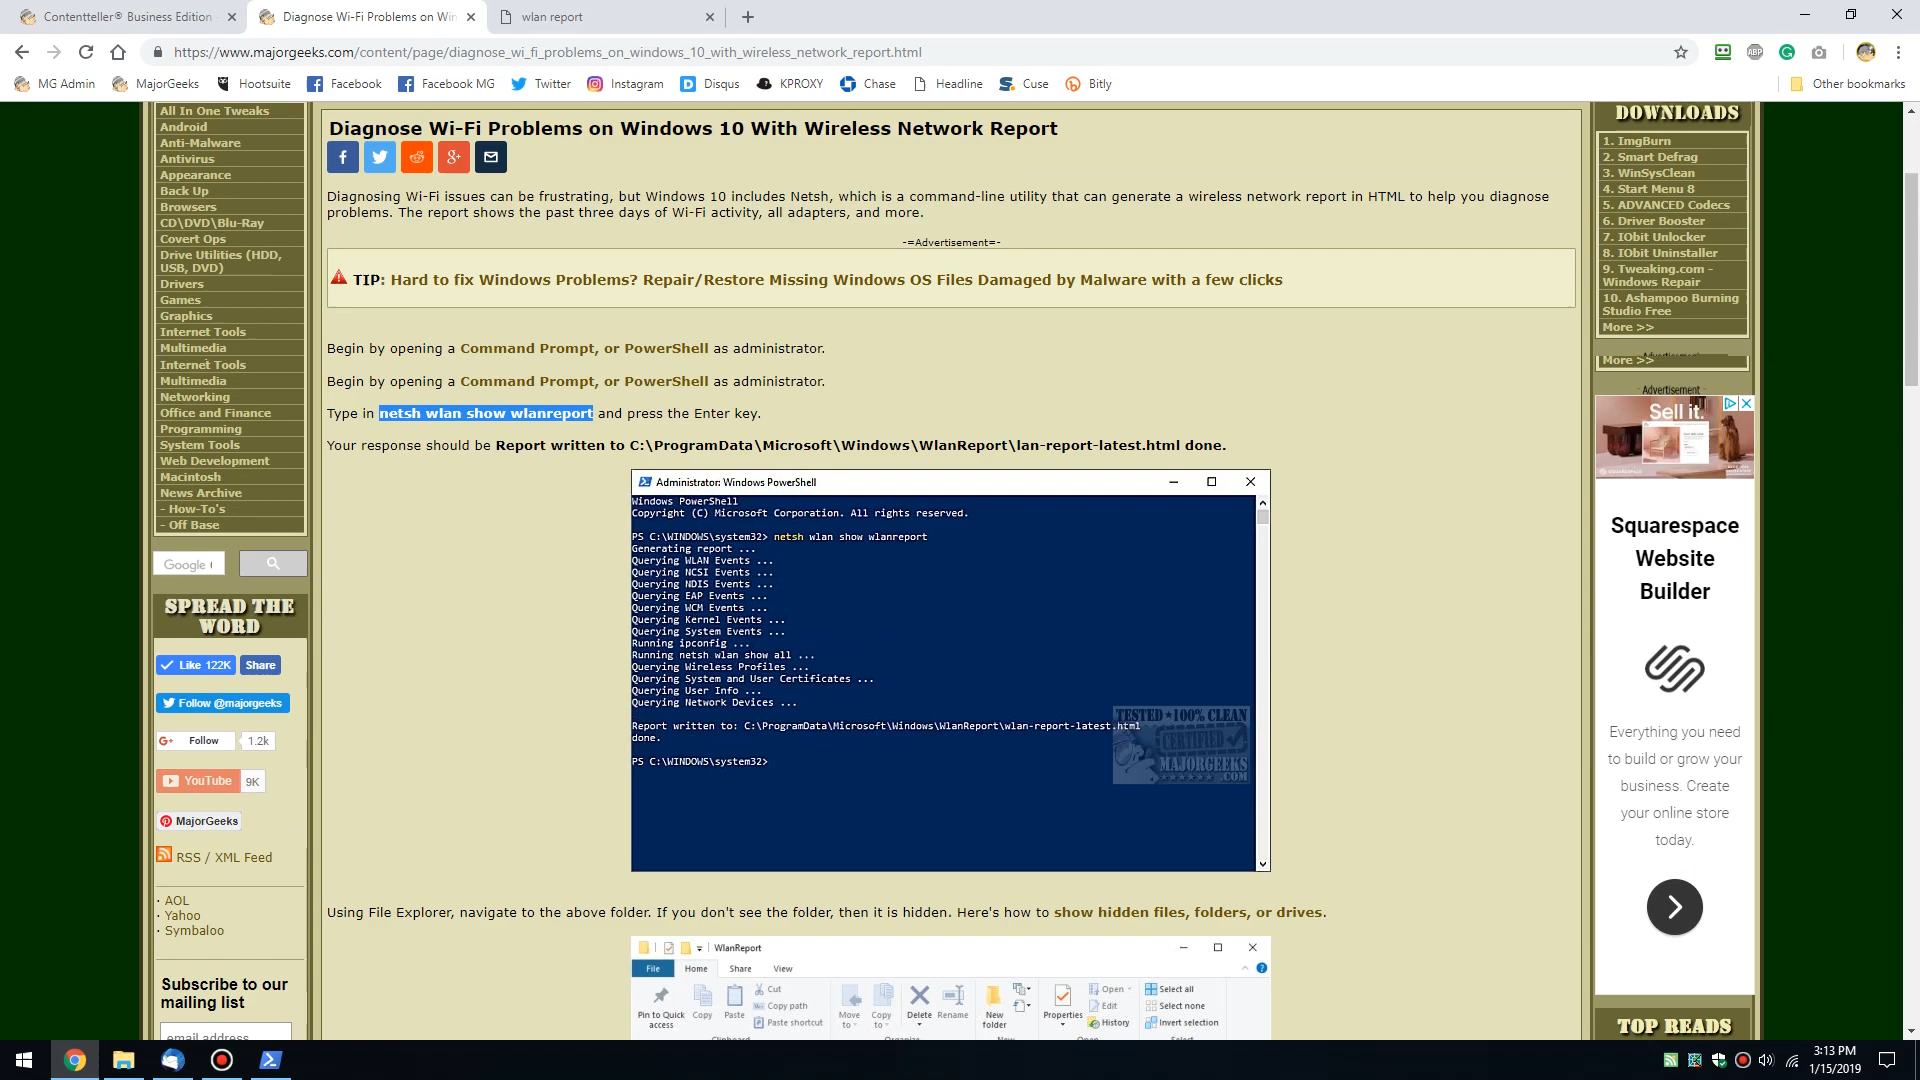 Contentteller® Business Edition
Diagnose Wi-Fi Problems on Win
wlan report
https://www.majorgeeks.com/content/page/diagnose_wi_fi_problems_on_windows_10_with_wireless_network_report.html
ABP
MG Admin
MajorGeeks
Hootsuite
Facebook
Facebook MG
Twitter
Instagram
Disqus
KPROXY
Chase
Headline
Cuse
Bitly
Other bookmarks
All In One Tweaks
Android
Anti-Malware
Antivirus
Appearance
Back Up
Browsers
CD\DVD\Blu-Ray
Covert Ops
Drive Utilities (HDD,
USB, DVD)
Drivers
Games
Graphics
Internet Tools
Multimedia
Internet Tools
Multimedia
Networking
Office and Finance
Programming
System Tools
Web Development
Macintosh
News Archive
- How-To's
- Off Base
Google
SPREAD THE
WORD
Like 122K
Share
Follow @majorgeeks
G+ Follow 1.2k
YouTube 9K
MajorGeeks
RSS / XML Feed
· AOL
· Yahoo
· Symbaloo
Subscribe to our
mailing list
email address
Diagnose Wi-Fi Problems on Windows 10 With Wireless Network Report
Diagnosing Wi-Fi issues can be frustrating, but Windows 10 includes Netsh, which is a command-line utility that can generate a wireless network report in HTML to help you diagnose
problems. The report shows the past three days of Wi-Fi activity, all adapters, and more.
-=Advertisement=-
TIP: Hard to fix Windows Problems? Repair/Restore Missing Windows OS Files Damaged by Malware with a few clicks
Begin by opening a Command Prompt, or PowerShell as administrator.
Begin by opening a Command Prompt, or PowerShell as administrator.
Type in netsh wlan show wlanreport and press the Enter key.
Your response should be Report written to C:\ProgramData\Microsoft\Windows\WlanReport\lan-report-latest.html done.
Administrator: Windows PowerShell
Windows PowerShell
Copyright (C) Microsoft Corporation. All rights reserved.
PS C:\WINDOWS\system32> netsh wlan show wlanreport
Generating report ...
Querying WLAN Events ...
Querying NCSI Events ...
Querying NDIS Events ...
Querying EAP Events ...
Querying WCM Events ...
Querying Kernel Events ...
Querying System Events ...
Running ipconfig ...
Running netsh wlan show all ...
Querying Wireless Profiles ...
Querying System and User Certificates ...
Querying User Info ...
Querying Network Devices ...
Report written to: C:\ProgramData\Microsoft\Windows\WlanReport\wlan-report-latest.html
done.
PS C:\WINDOWS\system32>
TESTED ★ 100% CLEAN
CERTIFIED
MAJORGEEKS
.COM
Using File Explorer, navigate to the above folder. If you don't see the folder, then it is hidden. Here's how to show hidden files, folders, or drives.
WlanReport
File
Home
Share
View
Pin to Quick
access
Copy
Paste
Cut
Copy path
Paste shortcut
Move
to
Copy
to
Delete
Rename
New
folder
Properties
Open
Edit
History
Select all
Select none
Invert selection
Clipboard
Organize
New
Open
Select
DOWNLOADS
1. ImgBurn
2. Smart Defrag
3. WinSysClean
4. Start Menu 8
5. ADVANCED Codecs
6. Driver Booster
7. IObit Unlocker
8. IObit Uninstaller
9. Tweaking.com -
Windows Repair
10. Ashampoo Burning
Studio Free
More >>
More >>
- Advertisement -
Sell it.
Squarespace
Website
Builder
Everything you need
to build or grow your
business. Create
your online store
today.
TOP READS
3:13 PM
1/15/2019